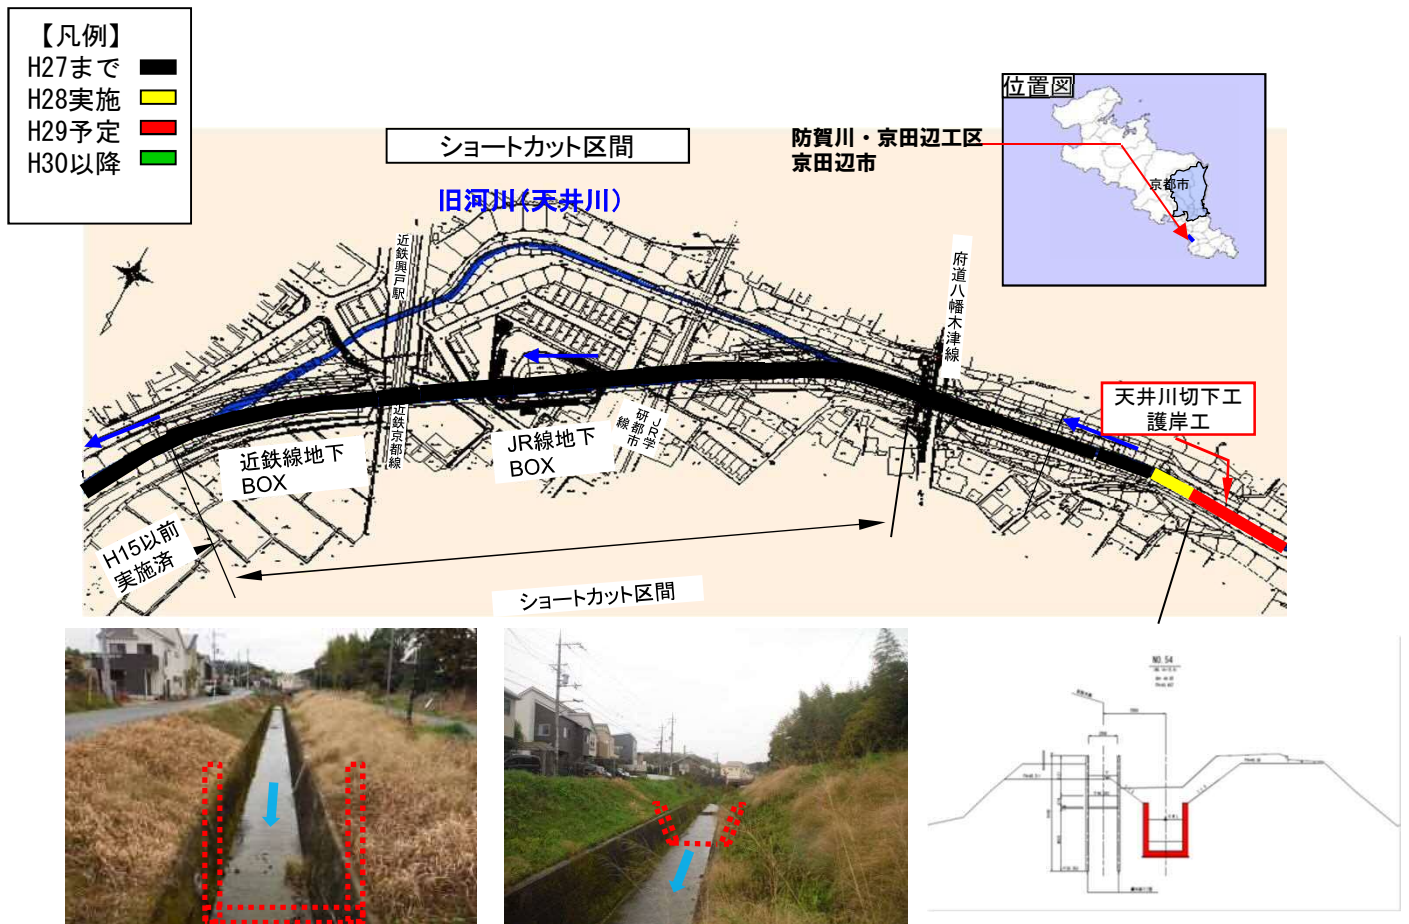 【凡例】
H27まで
H28実施
H29予定
H30以降
ショートカット区間
旧河川(天井川)
防賀川・京田辺工区
京田辺市
位置図
京都市
近鉄興戸駅
府道八幡木津線
天井川切下工
護岸工
近鉄線地下
BOX
近鉄京都線
JR線地下
BOX
JR学
研都市
線
H15以前
実施済
ショートカット区間
NO.54